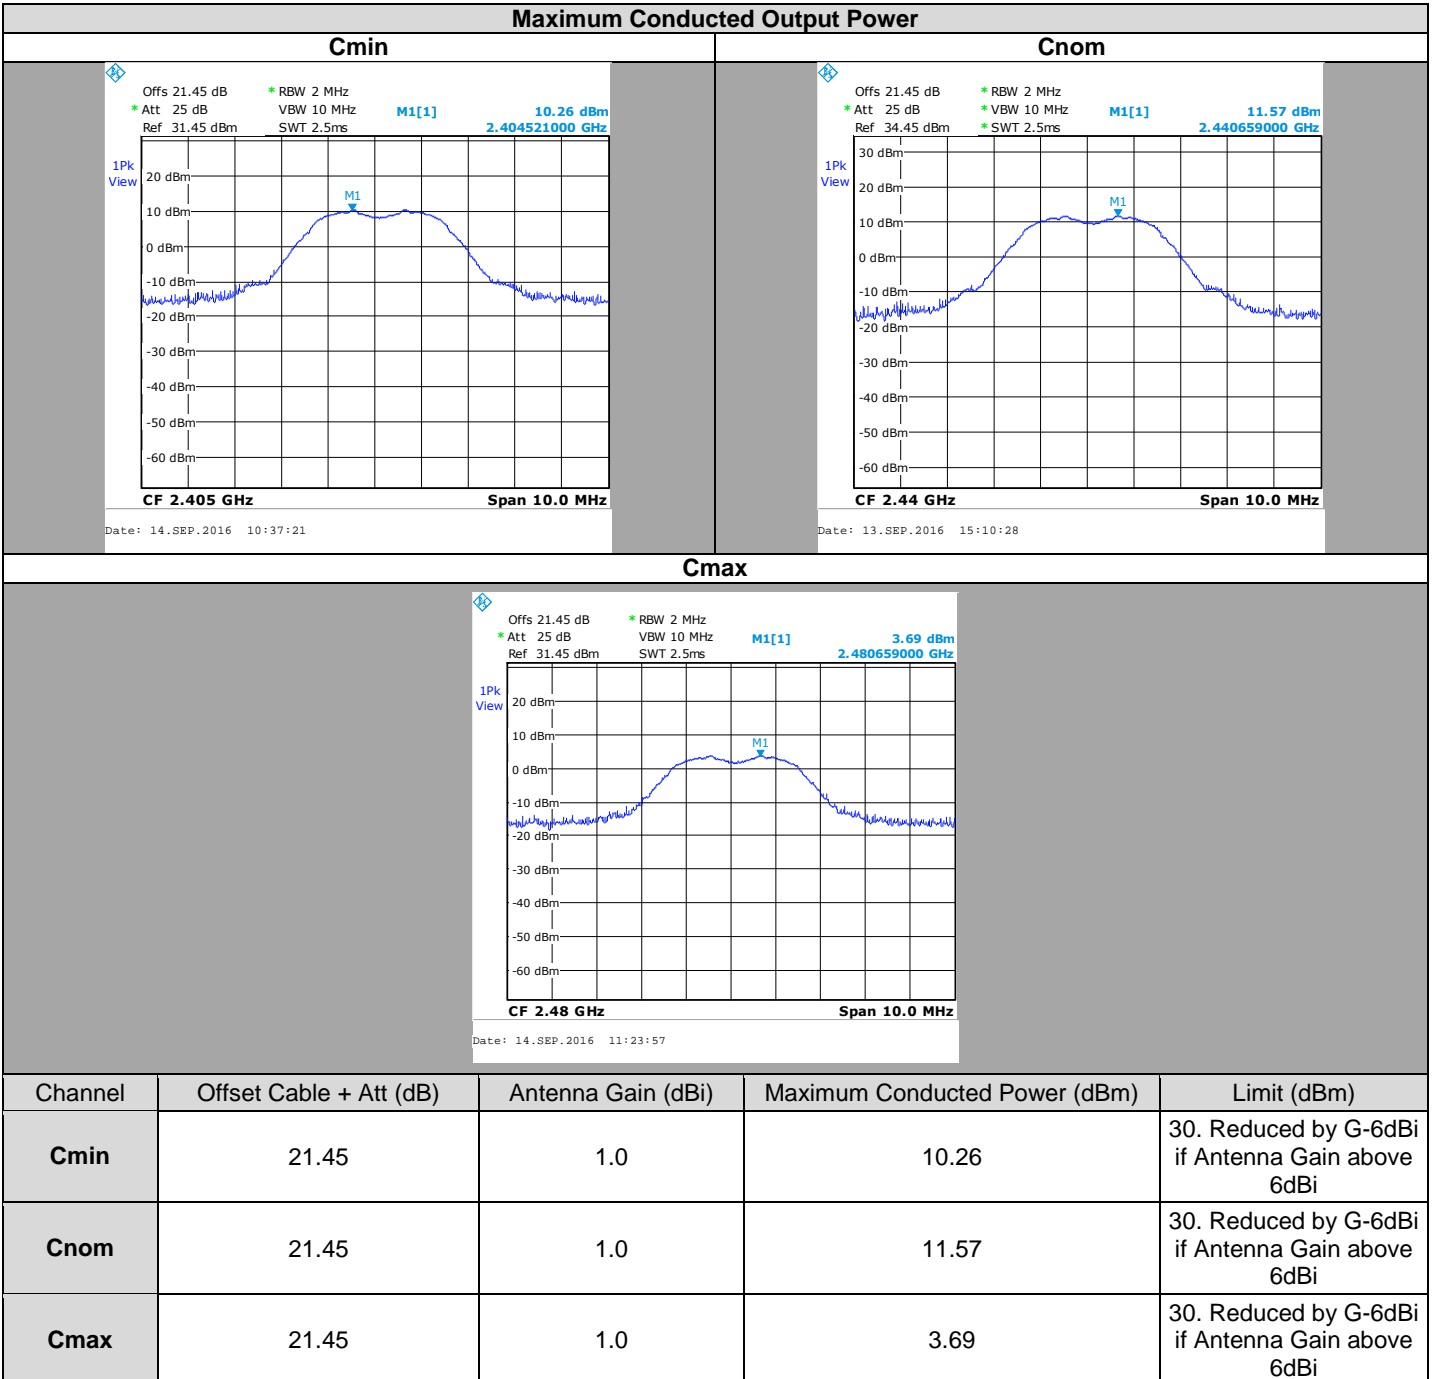 Maximum Conducted Output Power
Cmin
Cnom
Offs 21.45 dB * RBW 2 MHz
* Att 25 dB VBW 10 MHz M1[1] 10.26 dBm
Ref 31.45 dBm SWT 2.5ms 2.404521000 GHz
1Pk
View
20 dBm
M1
10 dBm
0 dBm
-10 dBm
-20 dBm
-30 dBm
-40 dBm
-50 dBm
-60 dBm
CF 2.405 GHz Span 10.0 MHz
Date: 14.SEP.2016 10:37:21
Offs 21.45 dB * RBW 2 MHz
* Att 25 dB * VBW 10 MHz M1[1] 11.57 dBm
Ref 34.45 dBm * SWT 2.5ms 2.440659000 GHz
30 dBm
1Pk
View
20 dBm
M1
10 dBm
0 dBm
-10 dBm
-20 dBm
-30 dBm
-40 dBm
-50 dBm
-60 dBm
CF 2.44 GHz Span 10.0 MHz
Date: 13.SEP.2016 15:10:28
Cmax
Offs 21.45 dB * RBW 2 MHz
* Att 25 dB VBW 10 MHz M1[1] 3.69 dBm
Ref 31.45 dBm SWT 2.5ms 2.480659000 GHz
1Pk
View
20 dBm
10 dBm
M1
0 dBm
-10 dBm
-20 dBm
-30 dBm
-40 dBm
-50 dBm
-60 dBm
CF 2.48 GHz Span 10.0 MHz
Date: 14.SEP.2016 11:23:57
Channel Offset Cable + Att (dB) Antenna Gain (dBi) Maximum Conducted Power (dBm) Limit (dBm)
Cmin 21.45 1.0 10.26 30. Reduced by G-6dBi
if Antenna Gain above
6dBi
Cnom 21.45 1.0 11.57 30. Reduced by G-6dBi
if Antenna Gain above
6dBi
Cmax 21.45 1.0 3.69 30. Reduced by G-6dBi
if Antenna Gain above
6dBi